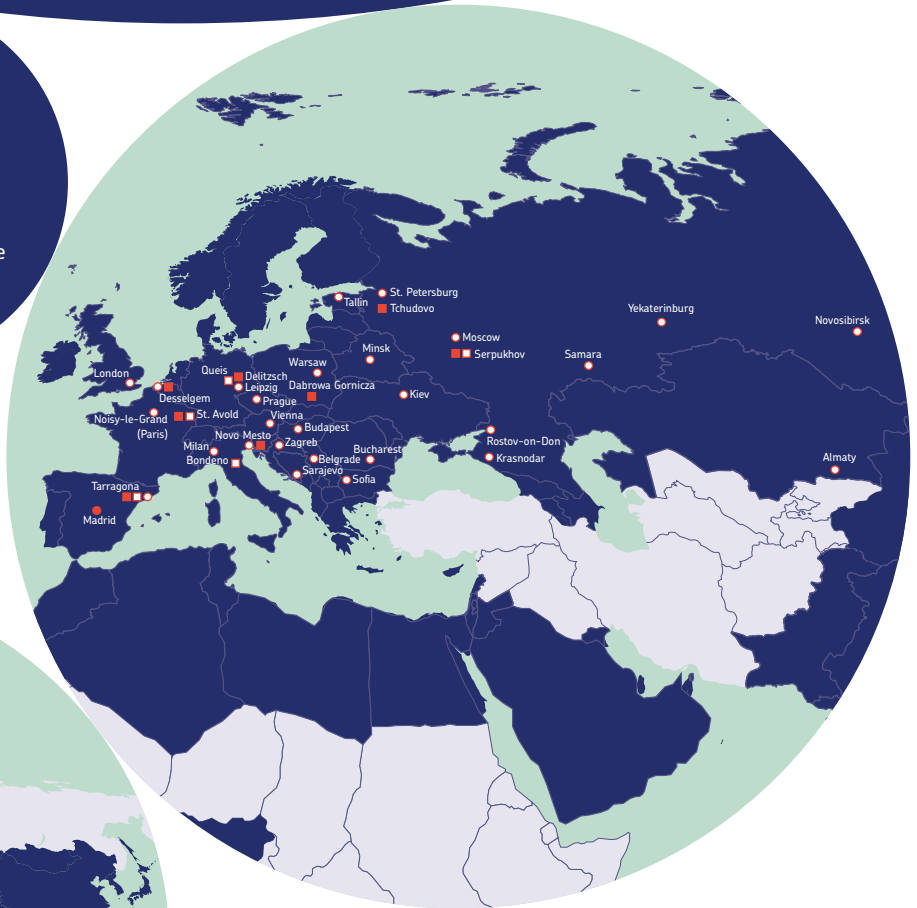 e
St. Petersburg
Tallin
Tchudovo
Yekaterinburg
Novosibirsk
Moscow
Minsk
Serpukhov
Samara
Warsaw
London
Queis
Delitzsch
Leipzig
Dabrowa Gornicza
Desselgem
Prague
Kiev
Noisy-le-Grand
(Paris)
St. Avold
Vienna
Budapest
Novo Mesto
Zagreb
Rostov-on-Don
Milan
Bondeno
Bucharest
Belgrade
Krasnodar
Almaty
Sarajevo
Sofia
Tarragona
Madrid